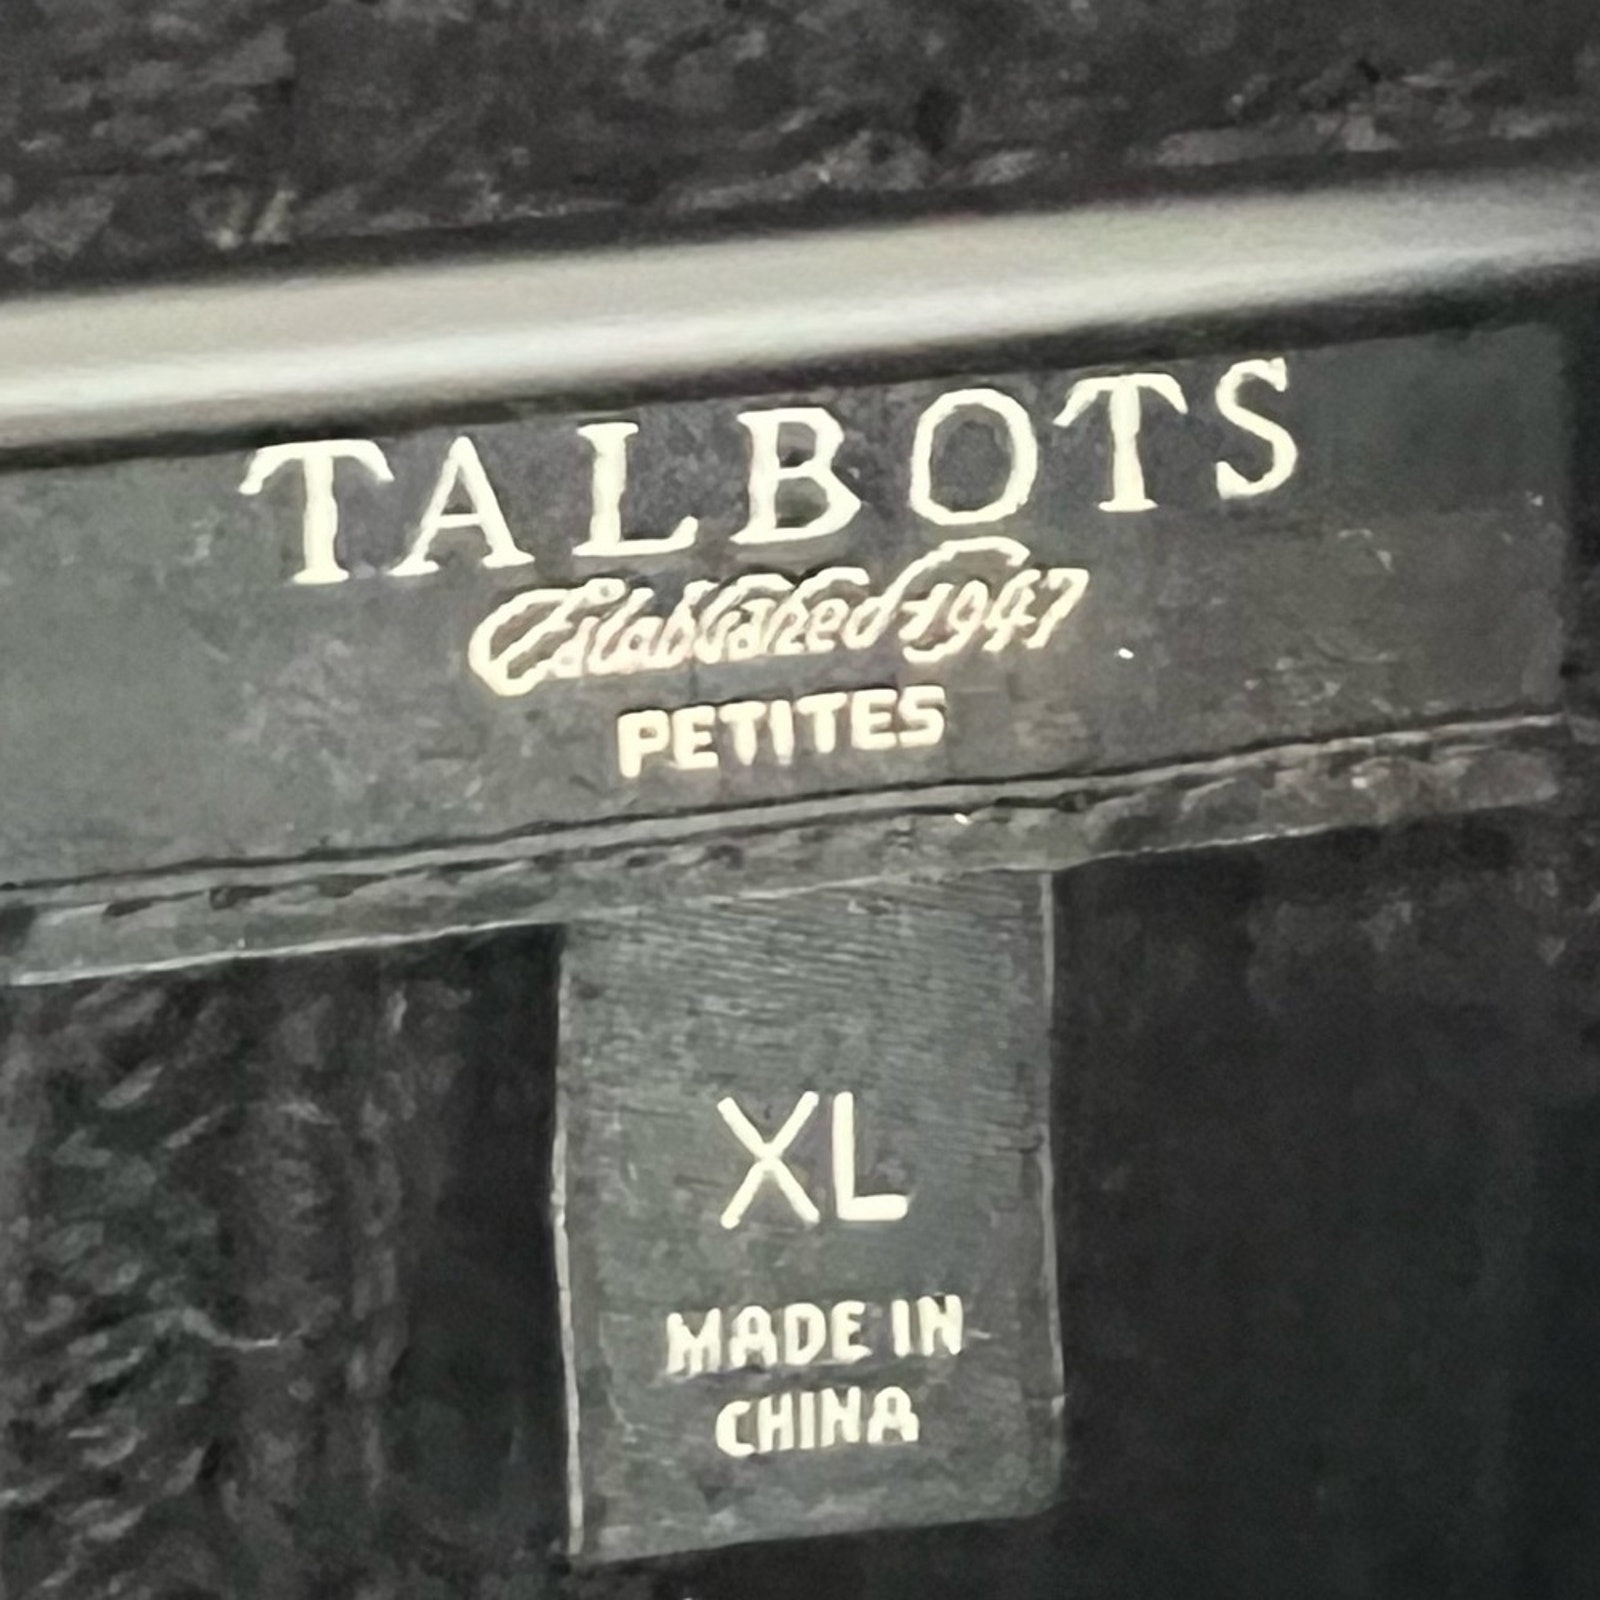 TALBOTS
Established 1947
PETITES
XL
MADE IN
CHINA